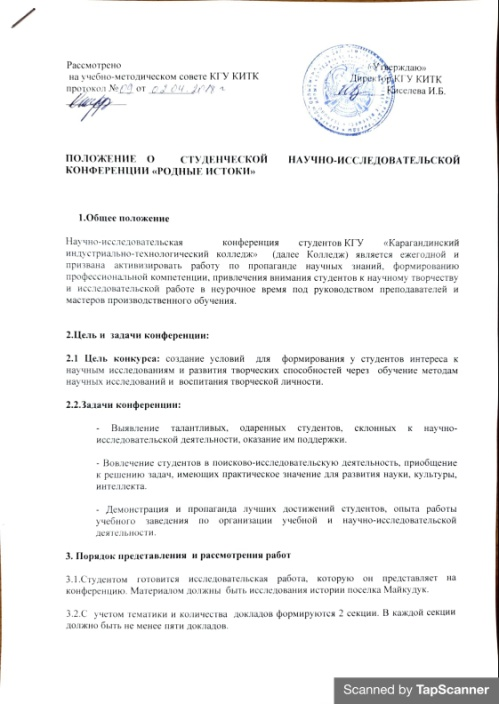 Рассмотрено
на учебно-методическом совете КГУ КИТК
протокол № от 02.04.
«Утверждаю»
Директор КГУ КИТК
Киселева И.Б.
ПОЛОЖЕНИЕ О СТУДЕНЧЕСКОЙ НАУЧНО-ИССЛЕДОВАТЕЛЬСКОЙ
КОНФЕРЕНЦИИ «РОДНЫЕ ИСТОКИ»
1.Общее положение
Научно-исследовательская конференция студентов КГУ «Карагандинский
индустриально-технологический колледж» (далее Колледж) является ежегодной и
призвана активизировать работу по пропаганде научных знаний, формированию
профессиональной компетенции, привлечения внимания студентов к научному творчеству
и исследовательской работе в неурочное время под руководством преподавателей и
мастеров производственного обучения.
2.Цель и задачи конференции:
2.1 Цель конкурса: создание условий для формирования у студентов интереса к
научным исследованиям и развития творческих способностей через обучение методам
научных исследований и воспитания творческой личности.
2.2.Задачи конференции:
- Выявление талантливых, одаренных студентов, склонных к научно-
исследовательской деятельности, оказание им поддержки.
- Вовлечение студентов в поисково-исследовательскую деятельность, приобщение
к решению задач, имеющих практическое значение для развития науки, культуры,
интеллекта.
- Демонстрация и пропаганда лучших достижений студентов, опыта работы
учебного заведения по организации учебной и научно-исследовательской
деятельности.
3. Порядок представления и рассмотрения работ
3.1.Студентом готовится исследовательская работа, которую он представляет на
конференцию. Материалом должны быть исследования истории поселка Майкудук.
3.2.С учетом тематики и количества докладов формируются 2 секции. В каждой секции
должно быть не менее пяти докладов.
Scanned by TapScanner